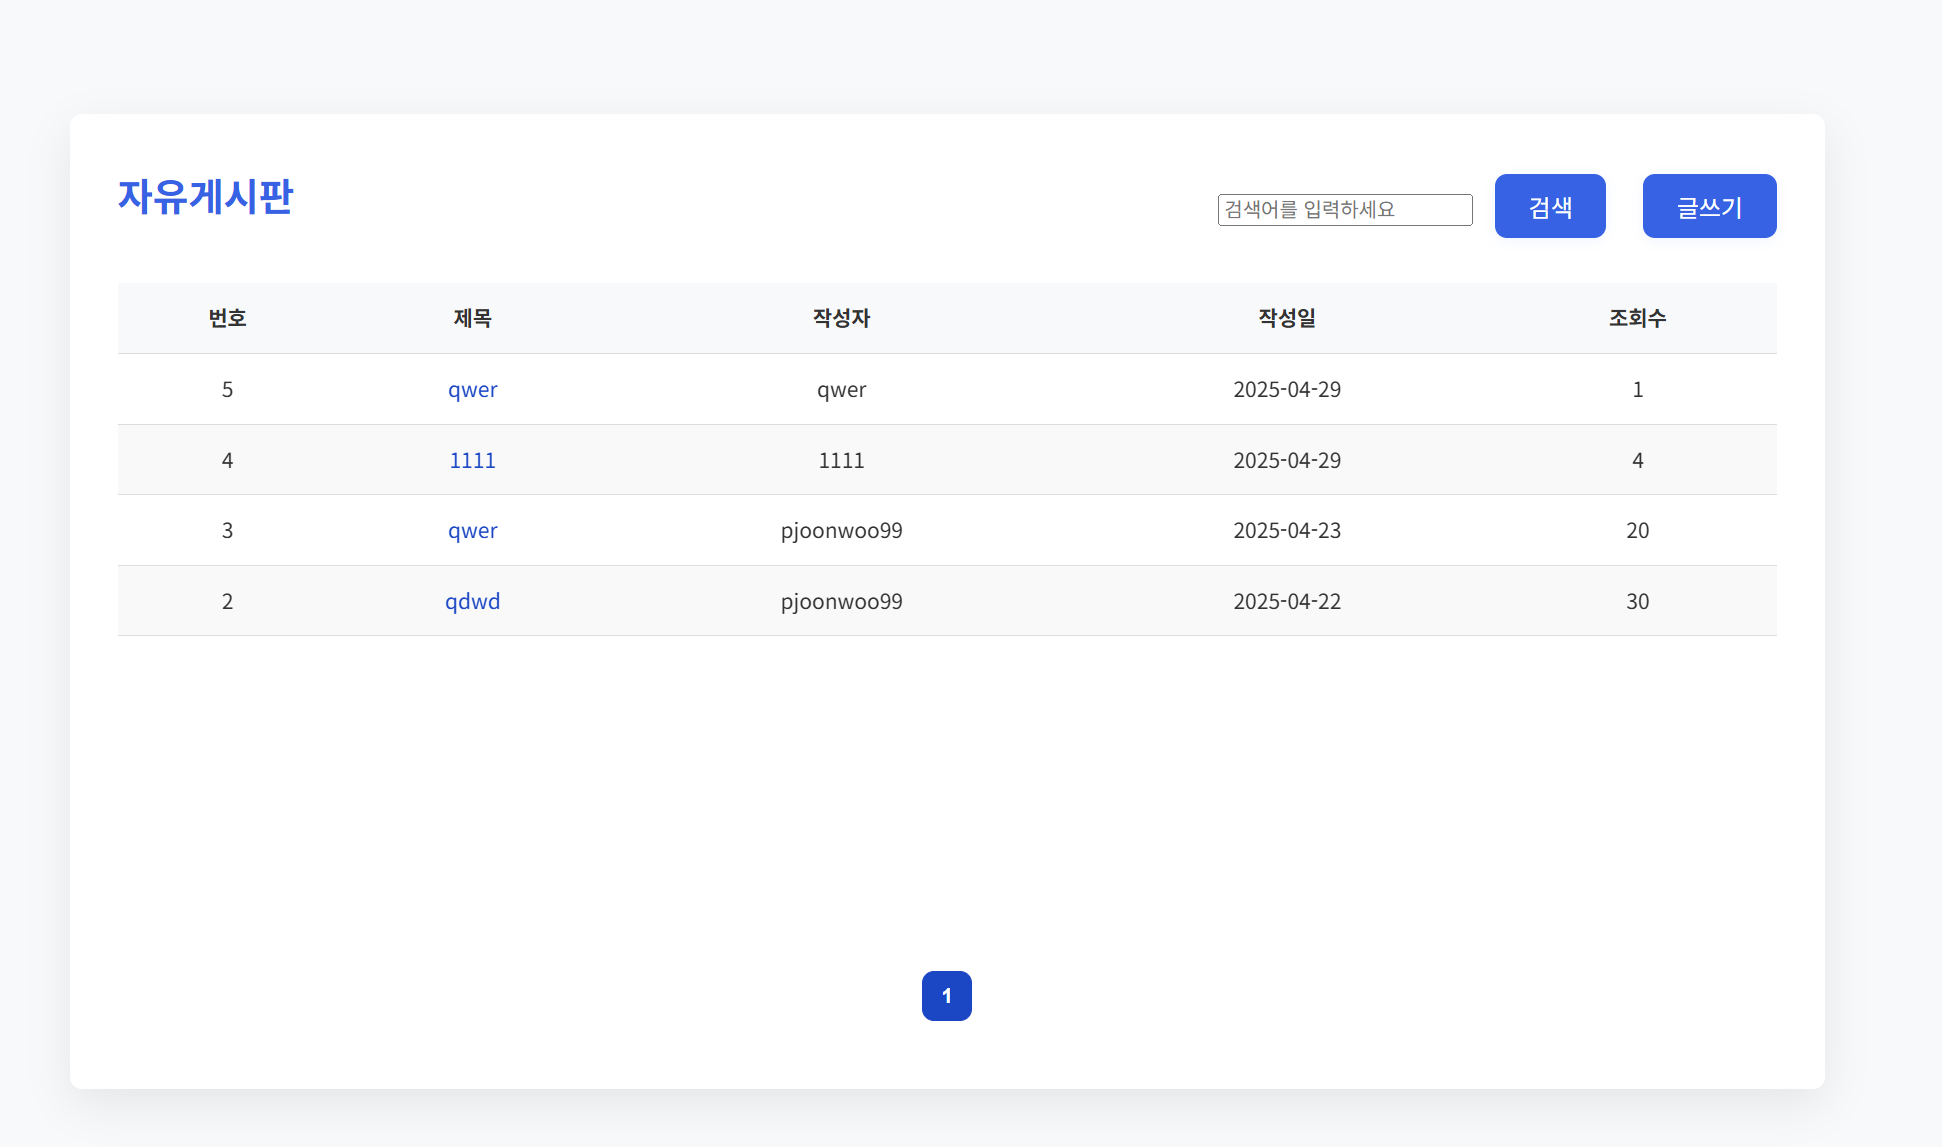 자유게시판
검색어를 입력하세요 검색 글쓰기
번호 제목 작성자 작성일 조회수
5 qwer qwer 2025-04-29 1
4 1111 1111 2025-04-29 4
3 qwer pjoonwoo99 2025-04-23 20
2 qdwd pjoonwoo99 2025-04-22 30
1